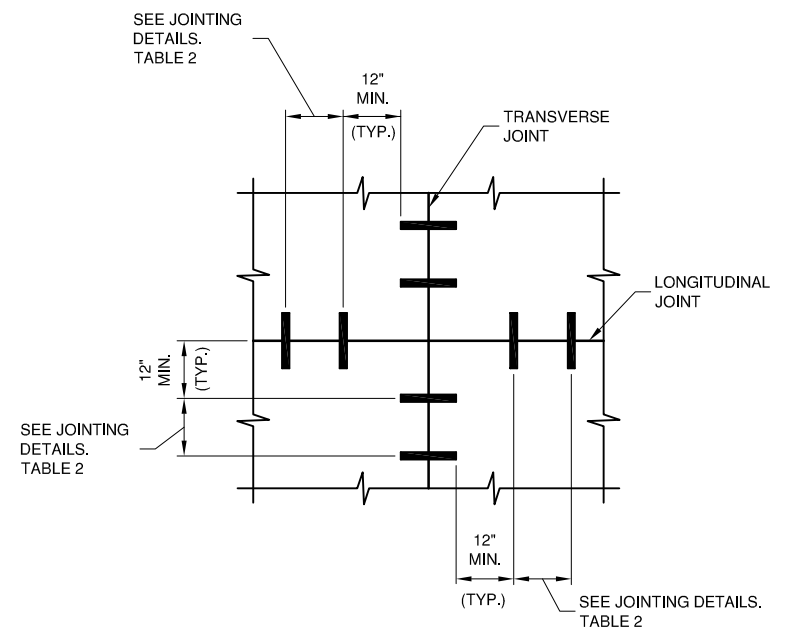 SEE JOINTING
DETAILS.
TABLE 2
12"
MIN.
(TYP.)
TRANSVERSE
JOINT
LONGITUDINAL
JOINT
12"
MIN.
(TYP.)
SEE JOINTING
DETAILS.
TABLE 2
12"
MIN.
(TYP.)
SEE JOINTING DETAILS.
TABLE 2